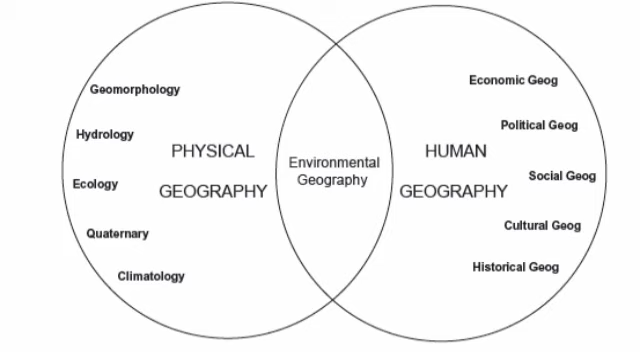 Geomorphology
Hydrology
Ecology
Quaternary
Climatology
PHYSICAL
GEOGRAPHY
Environmental
Geography
HUMAN
GEOGRAPHY
Economic Geog
Political Geog
Social Geog
Cultural Geog
Historical Geog